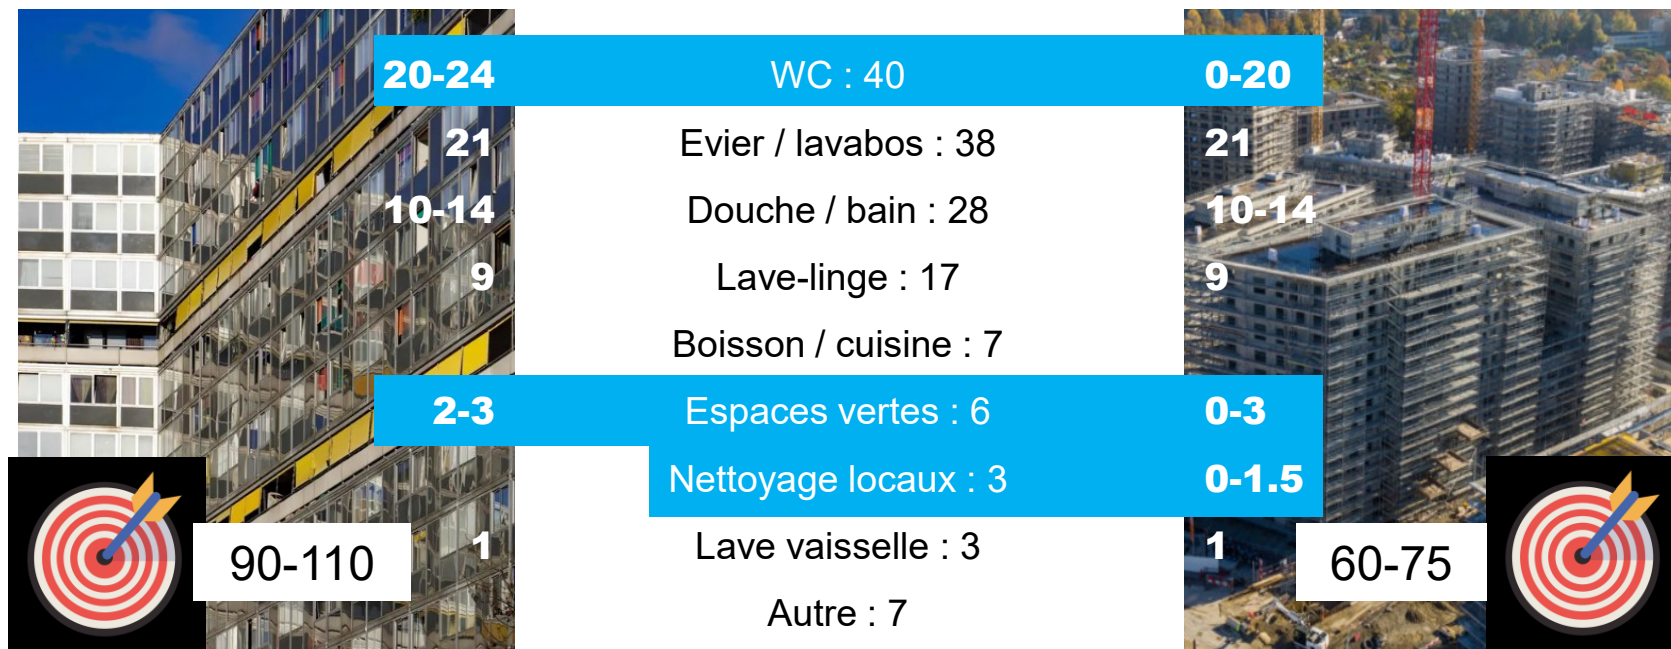 20-24 WC : 40 0-20
21 Evier / lavabos : 38 21
10-14 Douche / bain : 28 10-14
9 Lave-linge : 17 9
Boisson / cuisine : 7
2-3 Espaces vertes : 6 0-3
Nettoyage locaux : 3 0-1.5
1 Lave vaisselle : 3 1
90-110 60-75
Autre : 7